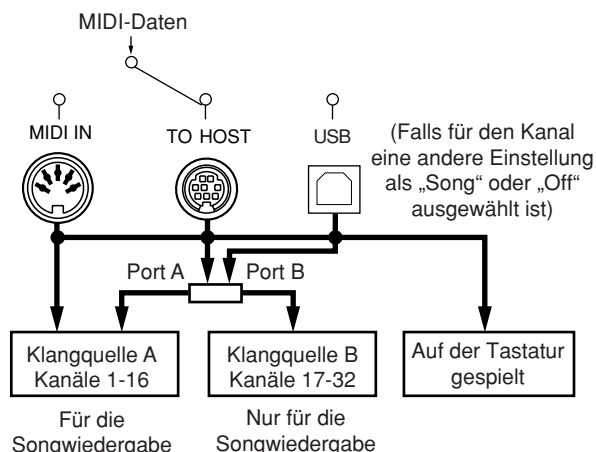 MIDI-Daten
MIDI IN
TO HOST
USB
(Falls für den Kanal
eine andere Einstellung
als „Song“ oder „Off“
ausgewählt ist)
Port A
Port B
Klangquelle A
Kanäle 1-16
Klangquelle B
Kanäle 17-32
Auf der Tastatur
gespielt
Für die
Songwiedergabe
Nur für die
Songwiedergabe